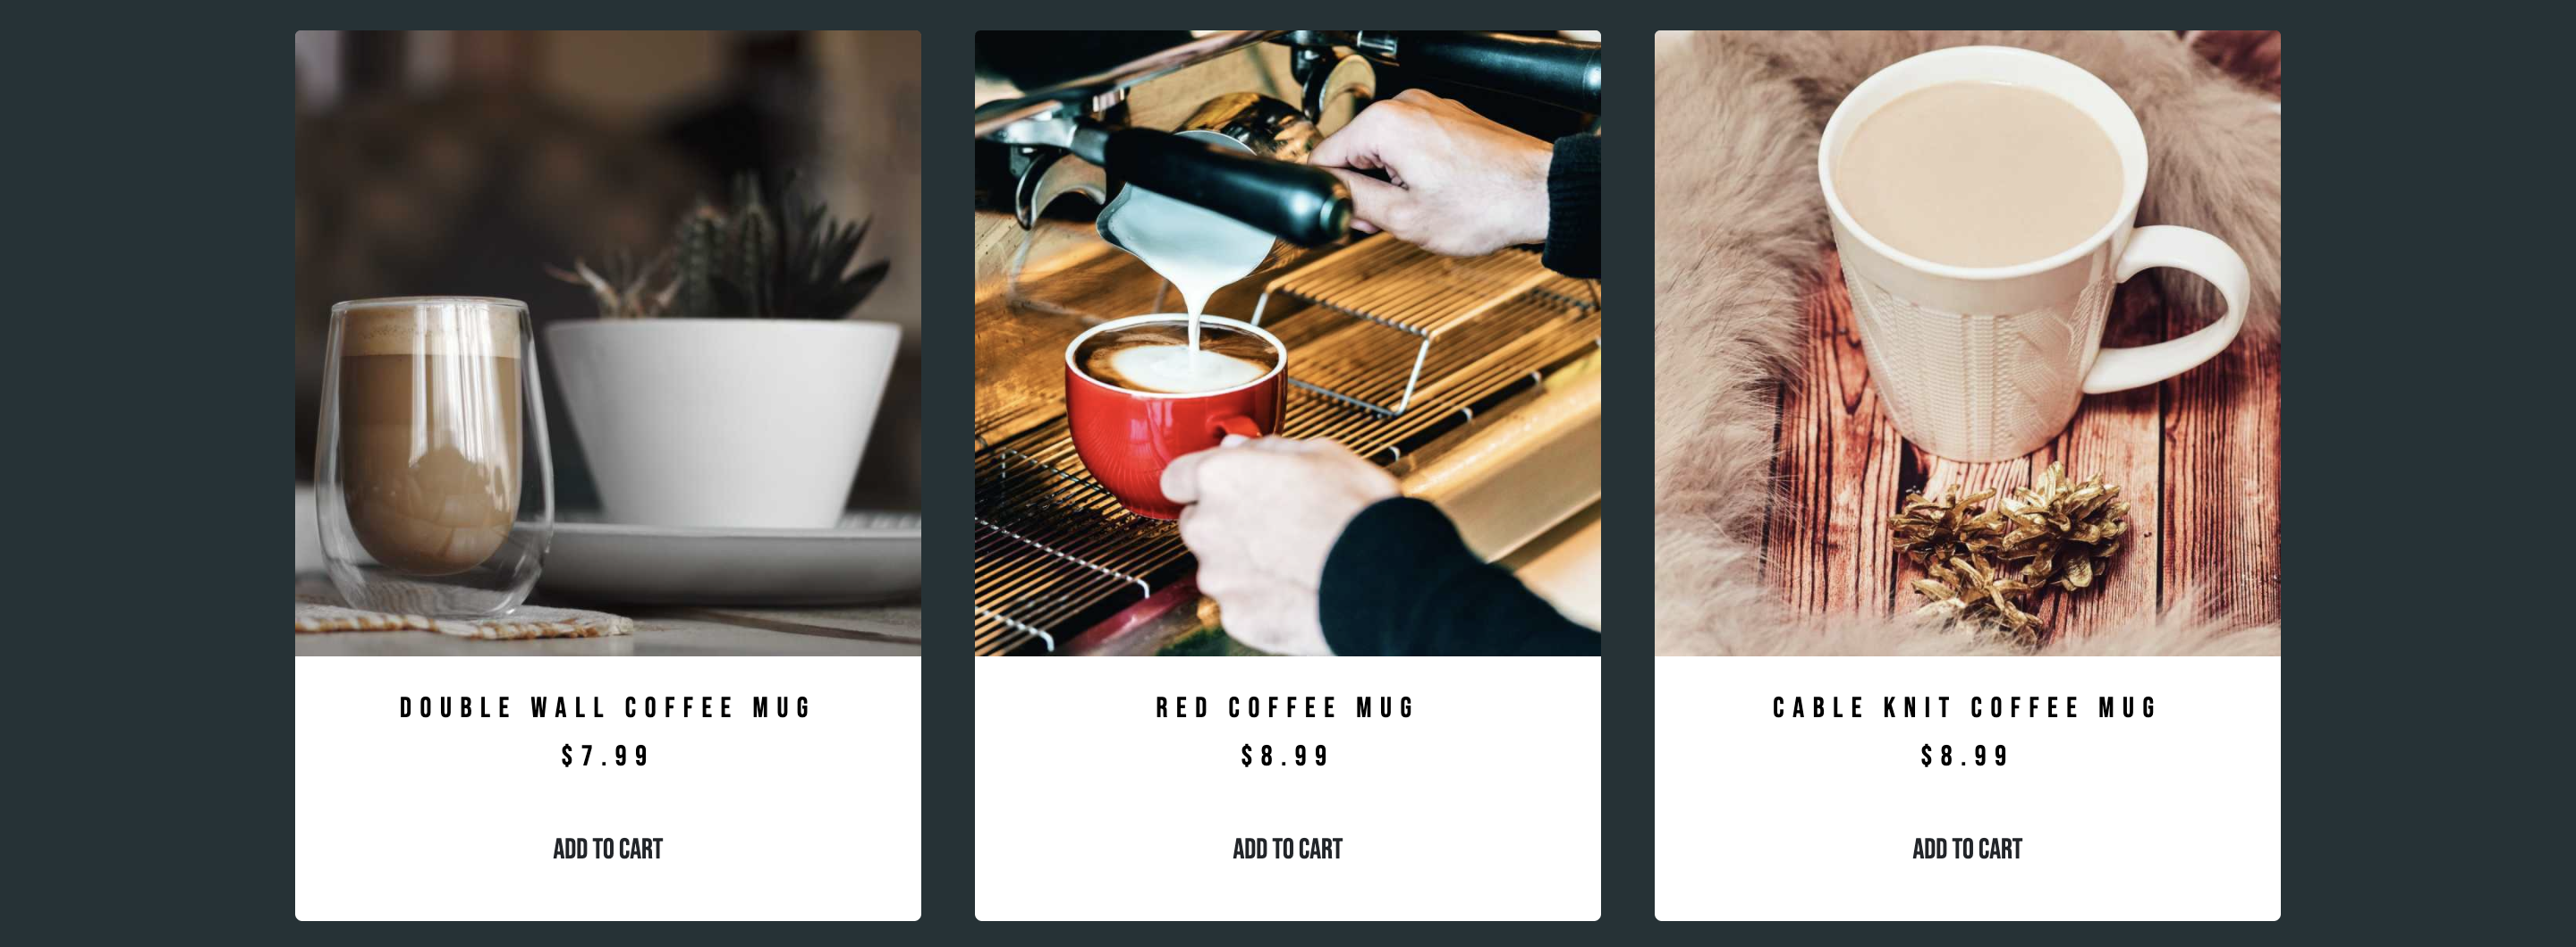 DOUBLE WALL COFFEE MUG
$7.99
ADD TO CART
RED COFFEE MUG
$8.99
ADD TO CART
CABLE KNIT COFFEE MUG
$8.99
ADD TO CART